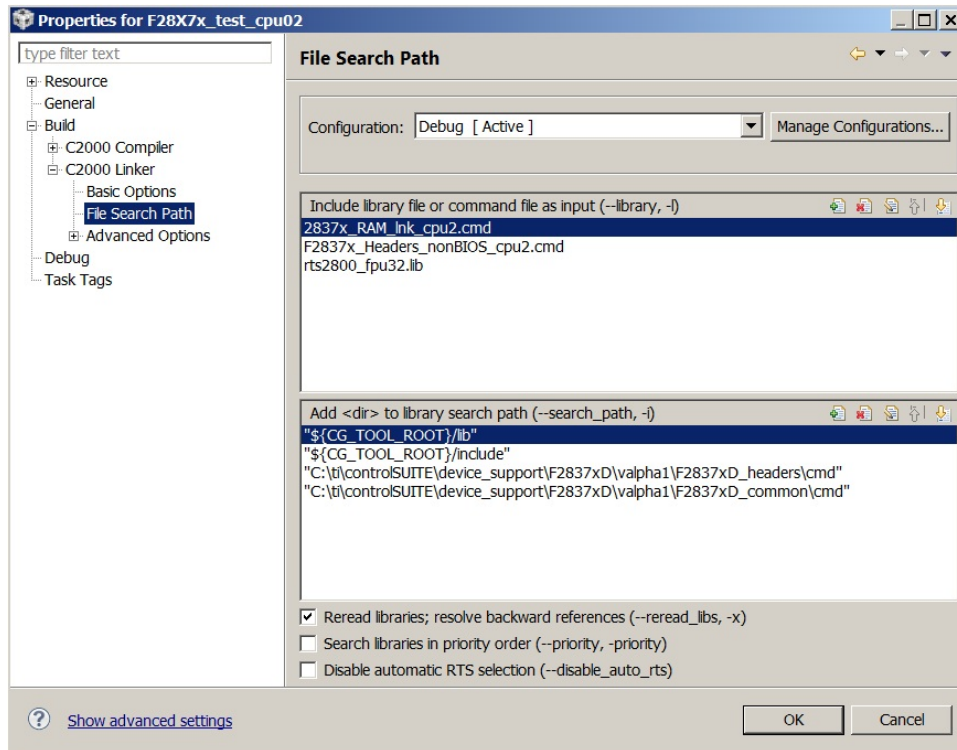 Properties for F28X7x_test_cpu02
type filter text
Resource
General
Build
C2000 Compiler
C2000 Linker
Basic Options
File Search Path
Advanced Options
Debug
Task Tags
File Search Path
Configuration: Debug [ Active ] Manage Configurations...
Include library file or command file as input (--library, -l)
2837x_RAM_lnk_cpu2.cmd
F2837x_Headers_nonBIOS_cpu2.cmd
rts2800_fpu32.lib
Add <dir> to library search path (--search_path, -i)
"${CG_TOOL_ROOT}/lib"
"${CG_TOOL_ROOT}/include"
"C:\ti\controlSUITE\device_support\F2837xD\valpha1\F2837xD_headers\cmd"
"C:\ti\controlSUITE\device_support\F2837xD\valpha1\F2837xD_common\cmd"
Reread libraries; resolve backward references (--reread_libs, -x)
Search libraries in priority order (--priority, -priority)
Disable automatic RTS selection (--disable_auto_rts)
Show advanced settings OK Cancel